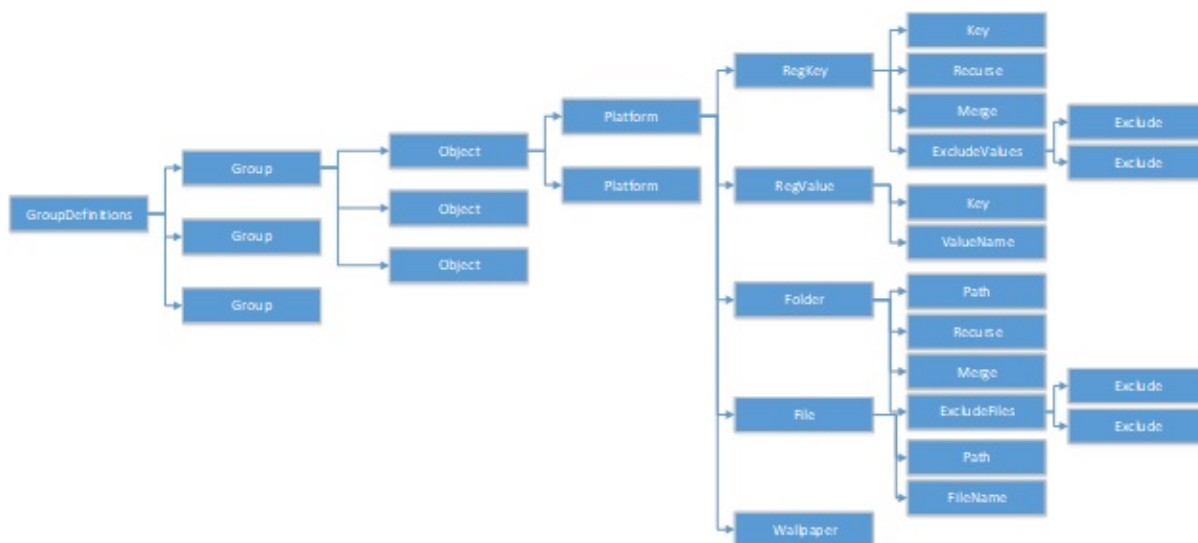 GroupDefinitions
Group
Group
Group
Object
Object
Object
Platform
Platform
RegKey
RegValue
Folder
File
Wallpaper
Key
Recurse
Merge
ExcludeValues
Key
ValueName
Path
Recurse
Merge
ExcludeFiles
Path
FileName
Exclude
Exclude
Exclude
Exclude